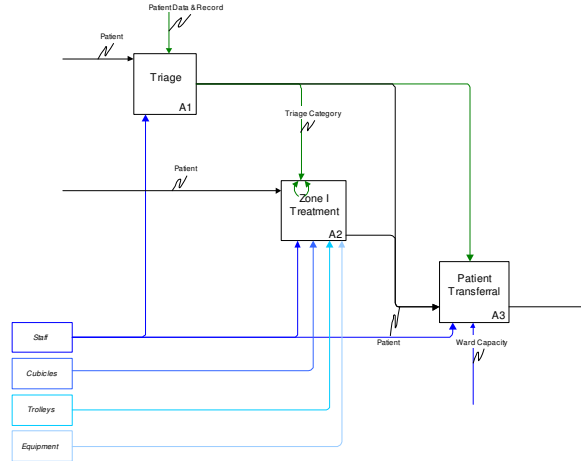 Patient Data & Record
Patient
Triage
A1
Triage Category
Patient
Zone I
Treatment
A2
Patient
Transferral
A3
Staff
Patient
Ward Capacity
Cubicles
Trolleys
Equipment